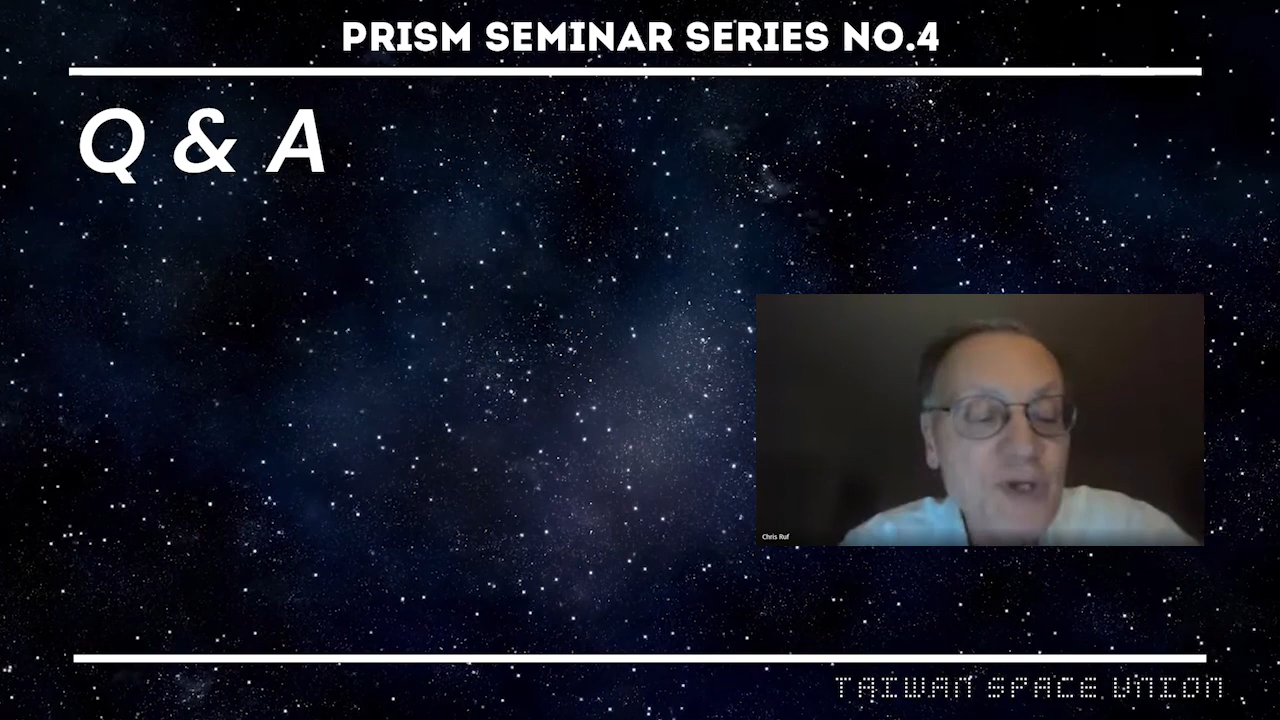 PRISM SEMINAR SERIES NO.4
Q & A
Chris Ruf
TAIWAN SPACE UNION